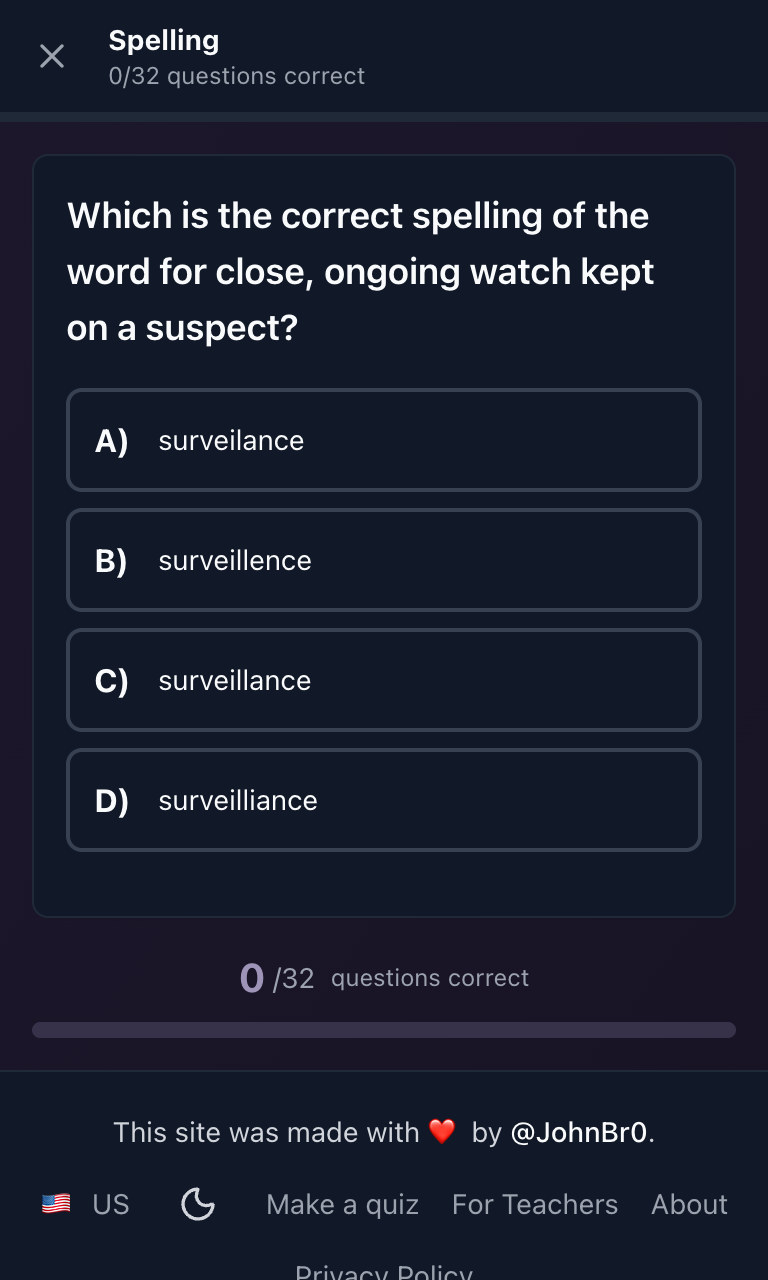 Spelling
0/32 questions correct
Which is the correct spelling of the
word for close, ongoing watch kept
on a suspect?
A) surveilance
B) surveillence
C) surveillance
D) surveilliance
0 /32 questions correct
This site was made with ❤️ by @JohnBr0.
🇺🇸 US Make a quiz For Teachers About
Privacy Policy